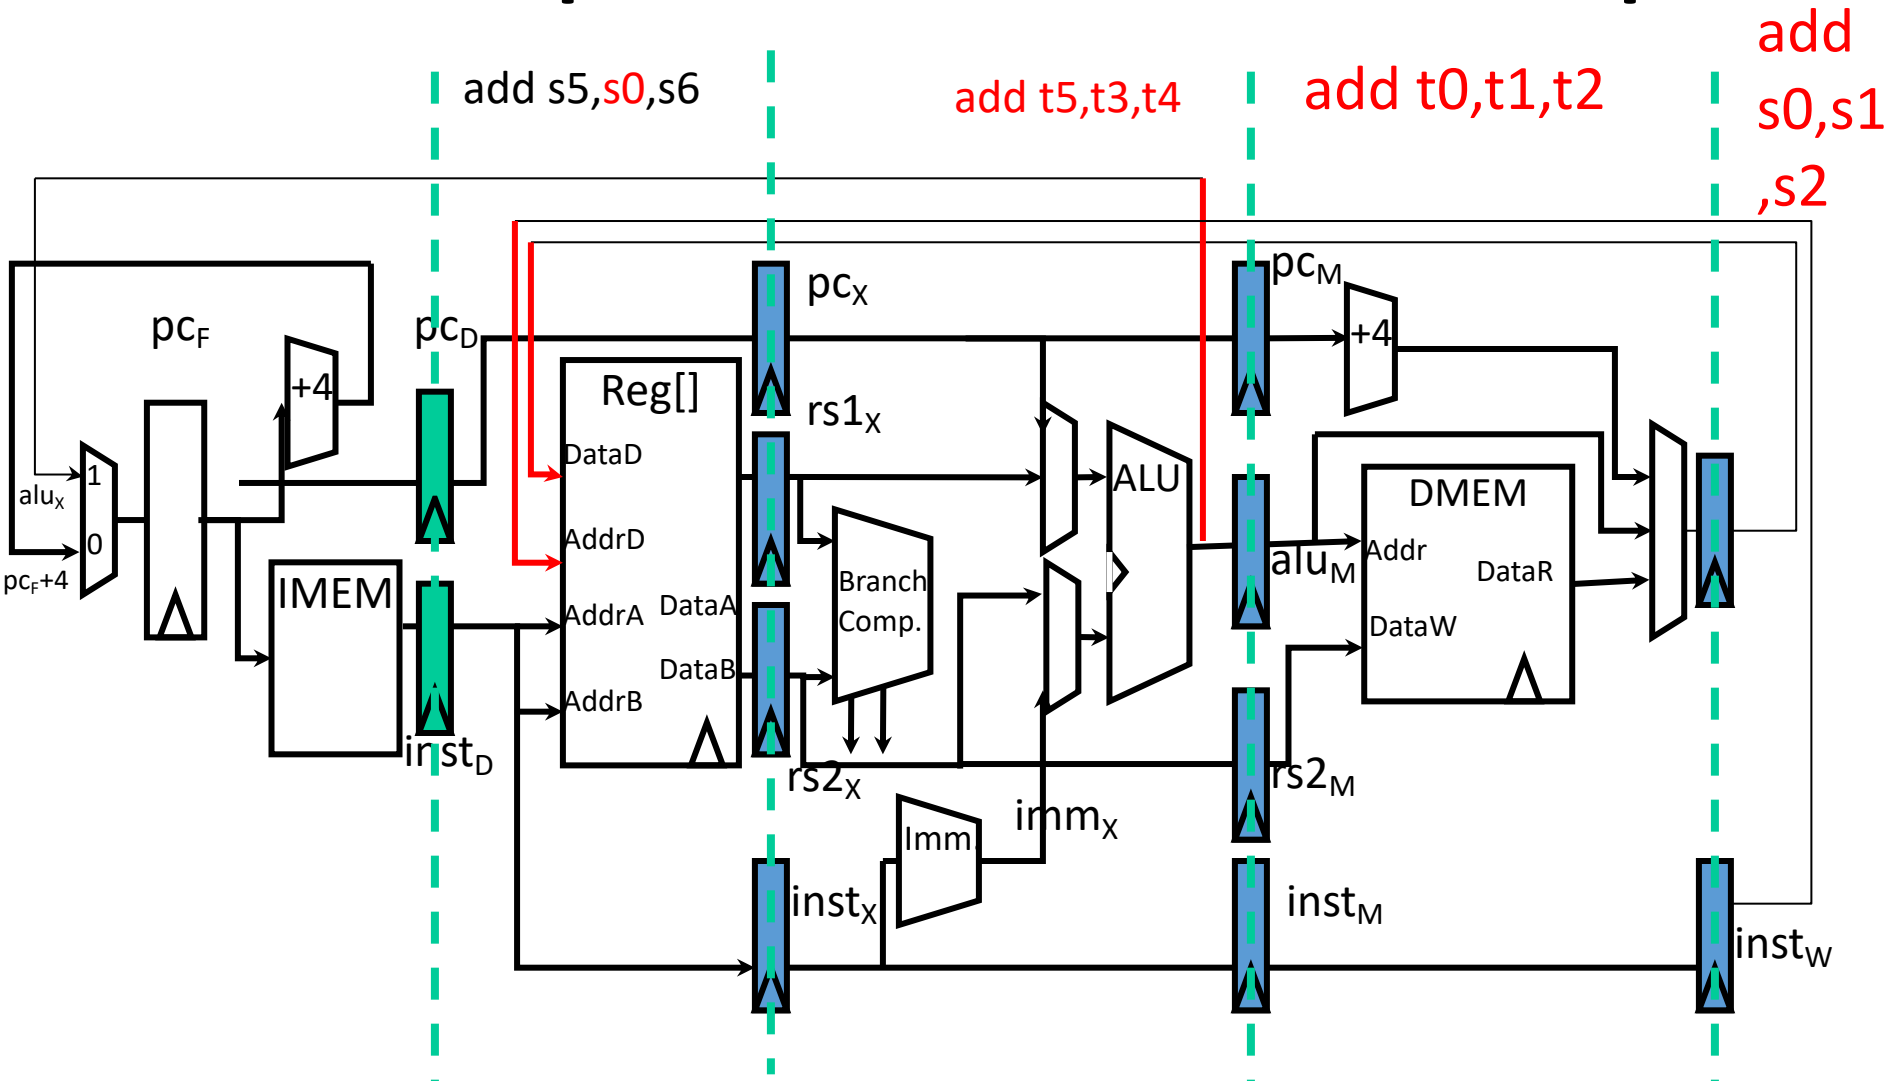 add
s0,s1
,s2
add s5,s0,s6
add t5,t3,t4
add t0,t1,t2
pcF
pcD
pcX
pcM
+4
+4
Reg[]
rs1X
DataD
AddrD
AddrA
DataA
DataB
AddrB
1
aluX
0
pcF+4
IMEM
instD
Branch
Comp.
ALU
aluM
DMEM
Addr
DataR
DataW
rs2X
rs2M
Imm.
immX
instX
instM
instW